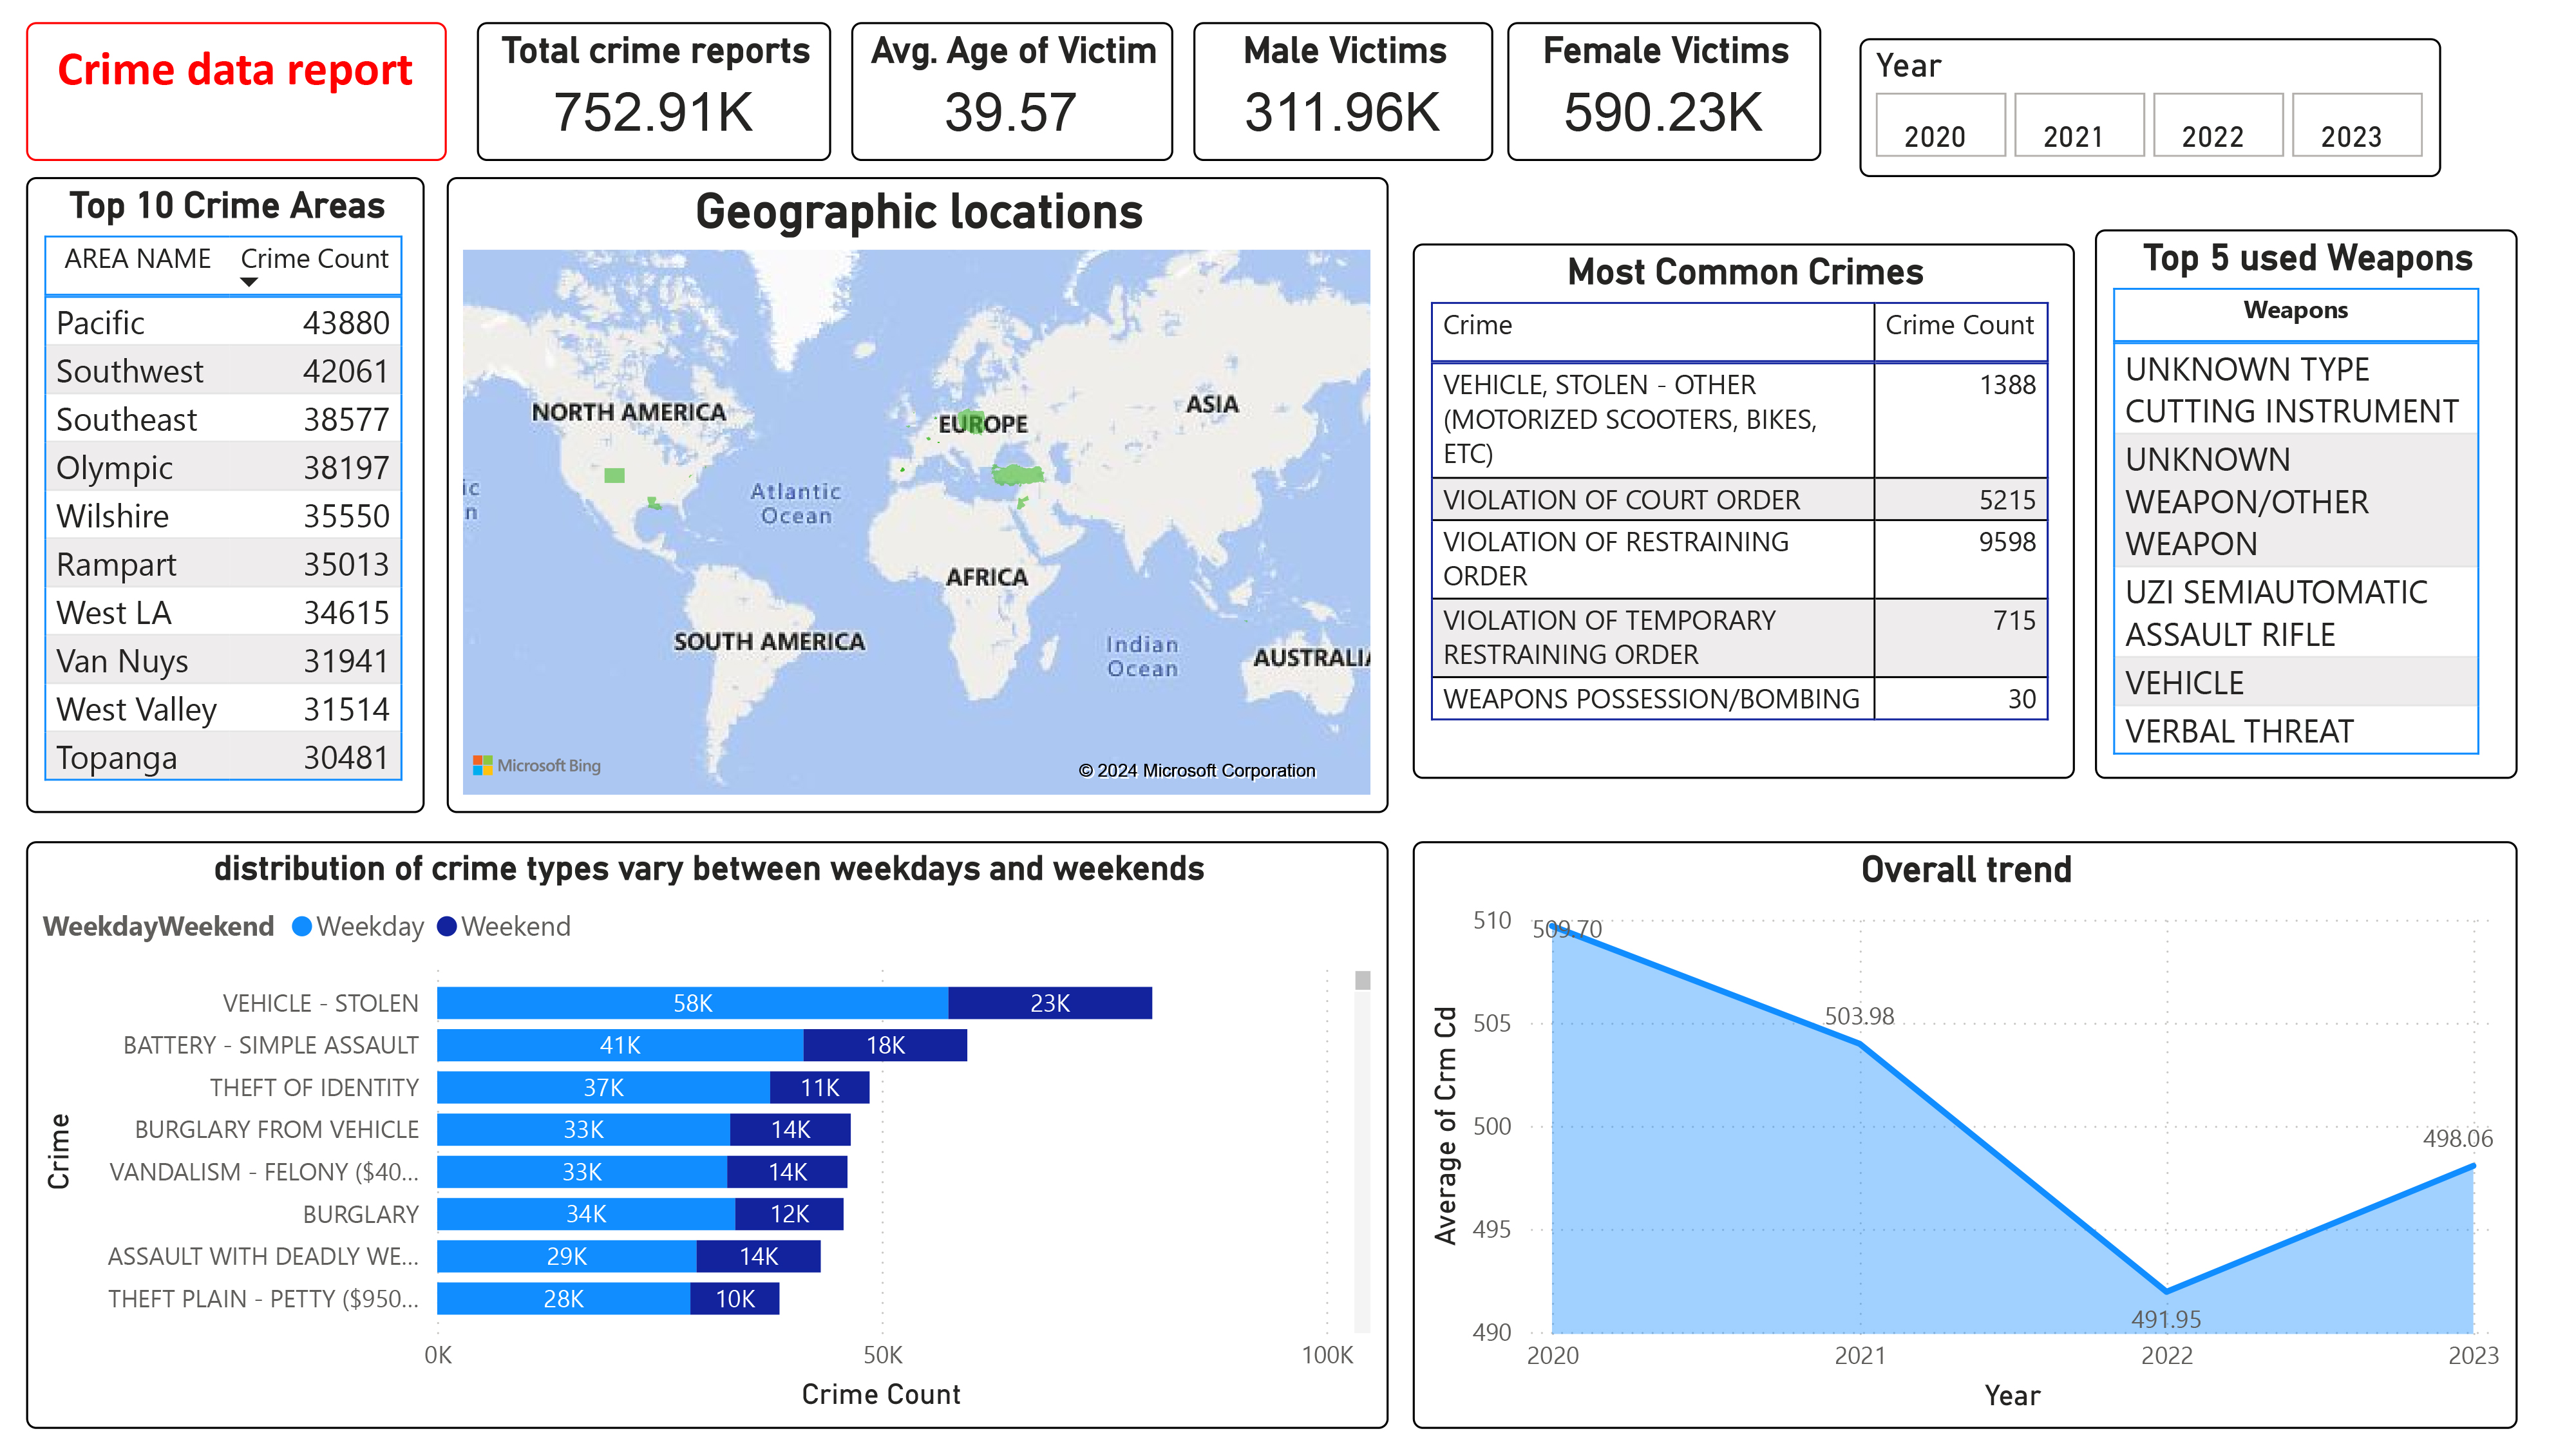 Crime data report
Total crime reports
752.91K
Avg. Age of Victim
39.57
Male Victims
311.96K
Female Victims
590.23K
Year
2020
2021
2022
2023
Top 10 Crime Areas
AREA NAME Crime Count
Pacific 43880
Southwest 42061
Southeast 38577
Olympic 38197
Wilshire 35550
Rampart 35013
West LA 34615
Van Nuys 31941
West Valley 31514
Topanga 30481
Geographic locations
NORTH AMERICA
EUROPE
ASIA
ic
n
Atlantic
Ocean
AFRICA
SOUTH AMERICA
Indian
Ocean
AUSTRALIA
Microsoft Bing
© 2024 Microsoft Corporation
Most Common Crimes
Crime Crime Count
VEHICLE, STOLEN - OTHER 1388
(MOTORIZED SCOOTERS, BIKES,
ETC)
VIOLATION OF COURT ORDER 5215
VIOLATION OF RESTRAINING 9598
ORDER
VIOLATION OF TEMPORARY 715
RESTRAINING ORDER
WEAPONS POSSESSION/BOMBING 30
Top 5 used Weapons
Weapons
UNKNOWN TYPE
CUTTING INSTRUMENT
UNKNOWN
WEAPON/OTHER
WEAPON
UZI SEMIAUTOMATIC
ASSAULT RIFLE
VEHICLE
VERBAL THREAT
distribution of crime types vary between weekdays and weekends
WeekdayWeekend Weekday Weekend
Crime
VEHICLE - STOLEN 58K 23K
BATTERY - SIMPLE ASSAULT 41K 18K
THEFT OF IDENTITY 37K 11K
BURGLARY FROM VEHICLE 33K 14K
VANDALISM - FELONY ($40... 33K 14K
BURGLARY 34K 12K
ASSAULT WITH DEADLY WE... 29K 14K
THEFT PLAIN - PETTY ($950... 28K 10K
0K 50K 100K
Crime Count
Overall trend
Average of Crm Cd
510
505
500
495
490
509.70
503.98
491.95
498.06
2020 2021 2022 2023
Year